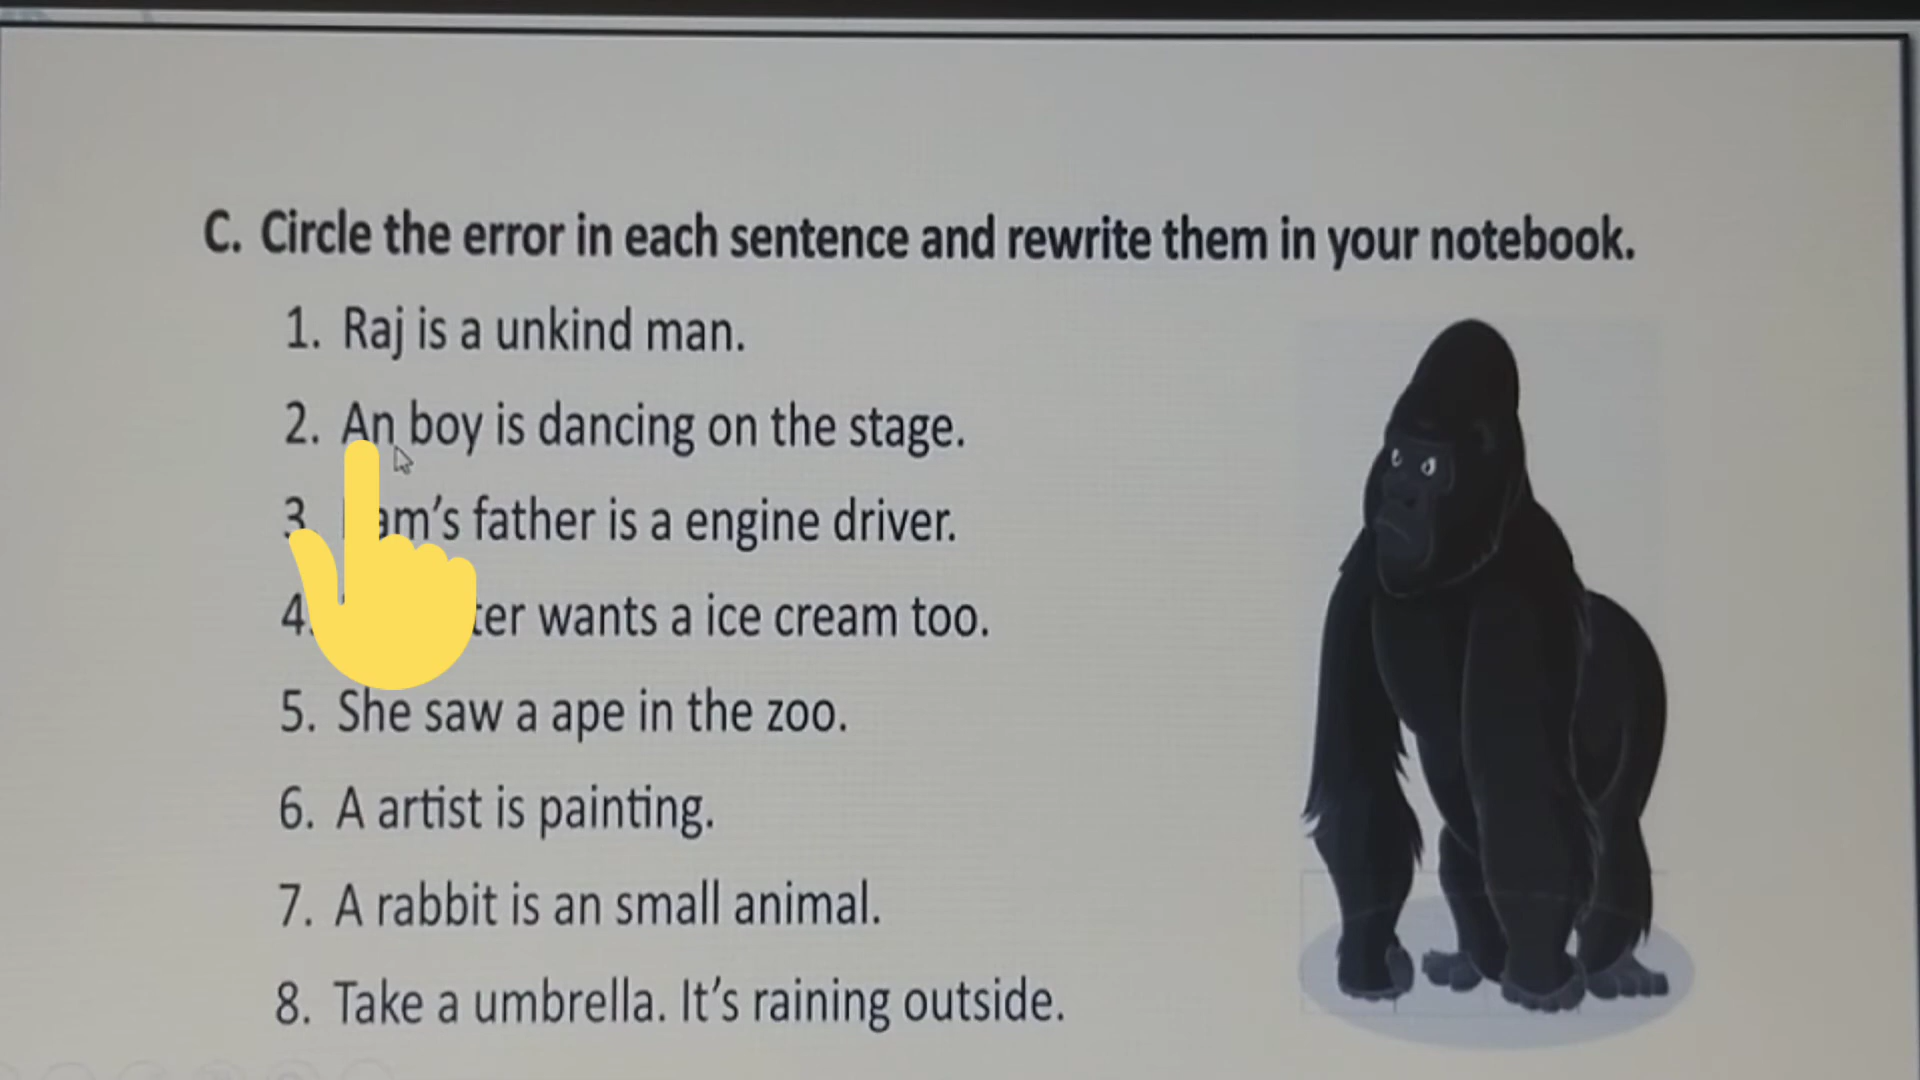 C. Circle the error in each sentence and rewrite them in your notebook.
1. Raj is a unkind man.
2. An boy is dancing on the stage.
3. father is a engine driver.
4. wants a ice cream too.
5. She saw a ape in the zoo.
6. A artist is painting.
7. A rabbit is an small animal.
8. Take a umbrella. It's raining outside.